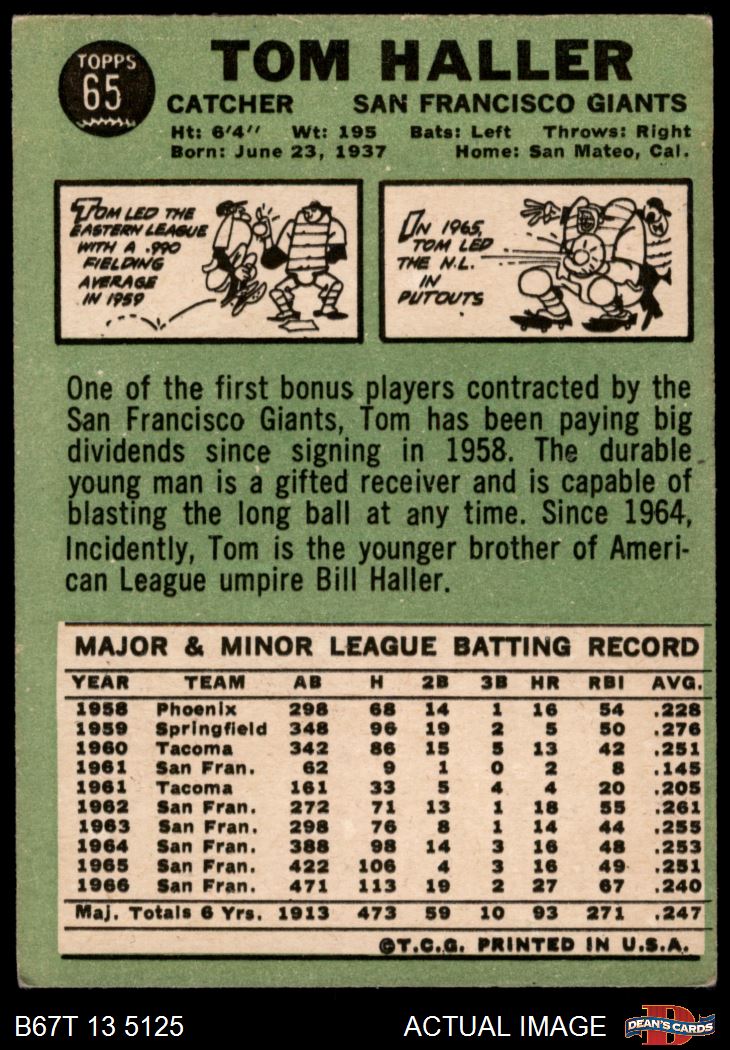 TOPPS
65
TOM HALLER
CATCHER SAN FRANCISCO GIANTS
Ht: 6'4" Wt: 195 Bats: Left Throws: Right
Born: June 23, 1937 Home: San Mateo, Cal.
TOM LED THE
EASTERN LEAGUE
WITH A .990
FIELDING
AVERAGE
IN 1959
IN 1965,
TOM LED
THE N.L.
IN
PUTOUTS
One of the first bonus players contracted by the
San Francisco Giants, Tom has been paying big
dividends since signing in 1958. The durable
young man is a gifted receiver and is capable of
blasting the long ball at any time. Since 1964,
Incidently, Tom is the younger brother of Ameri-
can League umpire Bill Haller.
MAJOR & MINOR LEAGUE BATTING RECORD
YEAR TEAM AB H 2B 3B HR RBI AVG.
1958 Phoenix 298 68 14 1 16 54 .228
1959 Springfield 348 96 19 2 5 50 .276
1960 Tacoma 342 86 15 5 13 42 .251
1961 San Fran. 62 9 1 0 2 8 .145
1961 Tacoma 161 33 5 4 4 20 .205
1962 San Fran. 272 71 13 1 18 55 .261
1963 San Fran. 298 76 8 1 14 44 .255
1964 San Fran. 388 98 14 3 16 48 .253
1965 San Fran. 422 106 4 3 16 49 .251
1966 San Fran. 471 113 19 2 27 67 .240
Maj. Totals 6 Yrs. 1913 473 59 10 93 271 .247
©T.C.G. PRINTED IN U.S.A.
B67T 13 5125 ACTUAL IMAGE
D
DEAN'S CARDS